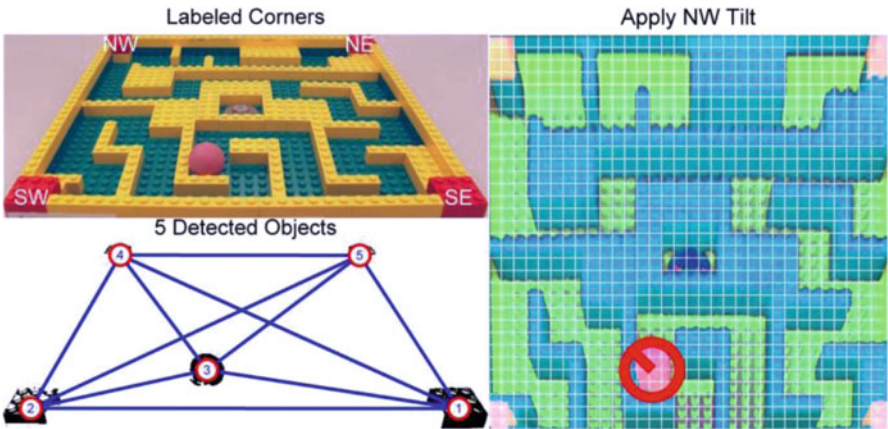 Labeled Corners
Apply NW Tilt
NW
NE
SW
SE
5 Detected Objects
4
5
3
2
1